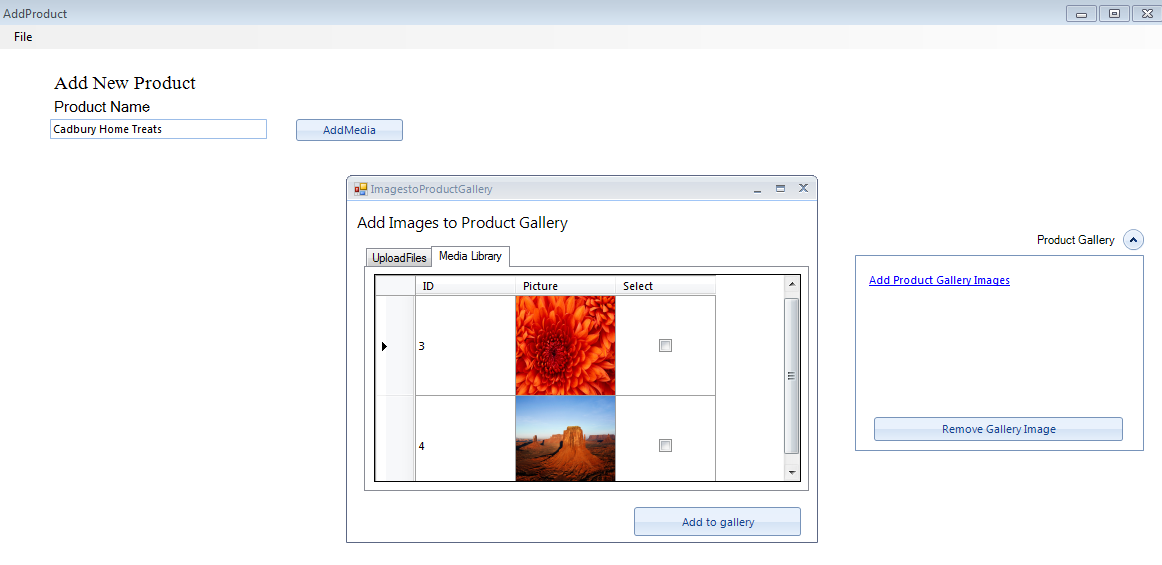 AddProduct
File
Add New Product
Product Name
Cadbury Home Treats
AddMedia
ImagestoProductGallery
Add Images to Product Gallery
UploadFiles
Media Library
ID
Picture
Select
3
4
Add to gallery
Product Gallery
Add Product Gallery Images
Remove Gallery Image